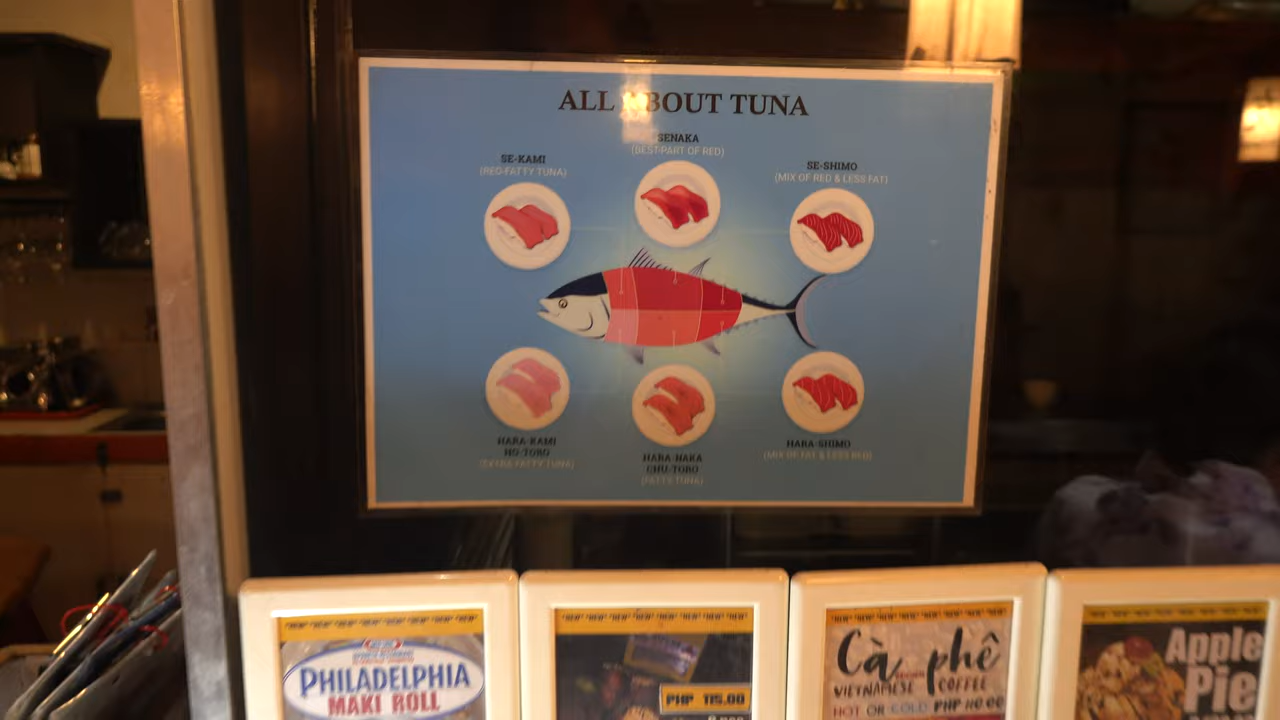 ALL ABOUT TUNA
SENAKA
(BEST PART OF RED)
SE-KAMI
(RED-FATTY TUNA)
SE-SHIMO
(MIX OF RED & LESS FAT)
HARA-KAMI
HO-TORO
(EXTRA FATTY TUNA)
HARA-NAKA
CHU-TORO
(FATTY TUNA)
HARA-SHIMO
(MIX OF FAT & LESS RED)
PHILADELPHIA
MAKI ROLL
PHP 115.00
Cà phê
VIETNAMESE COFFEE
HOT OR COLD PHP
Apple
Pie